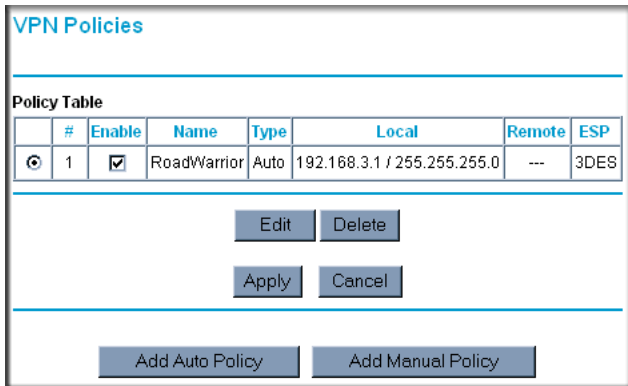 VPN Policies
Policy Table
# Enable Name Type Local Remote ESP
1 RoadWarrior Auto 192.168.3.1 / 255.255.255.0 --- 3DES
Edit Delete
Apply Cancel
Add Auto Policy Add Manual Policy